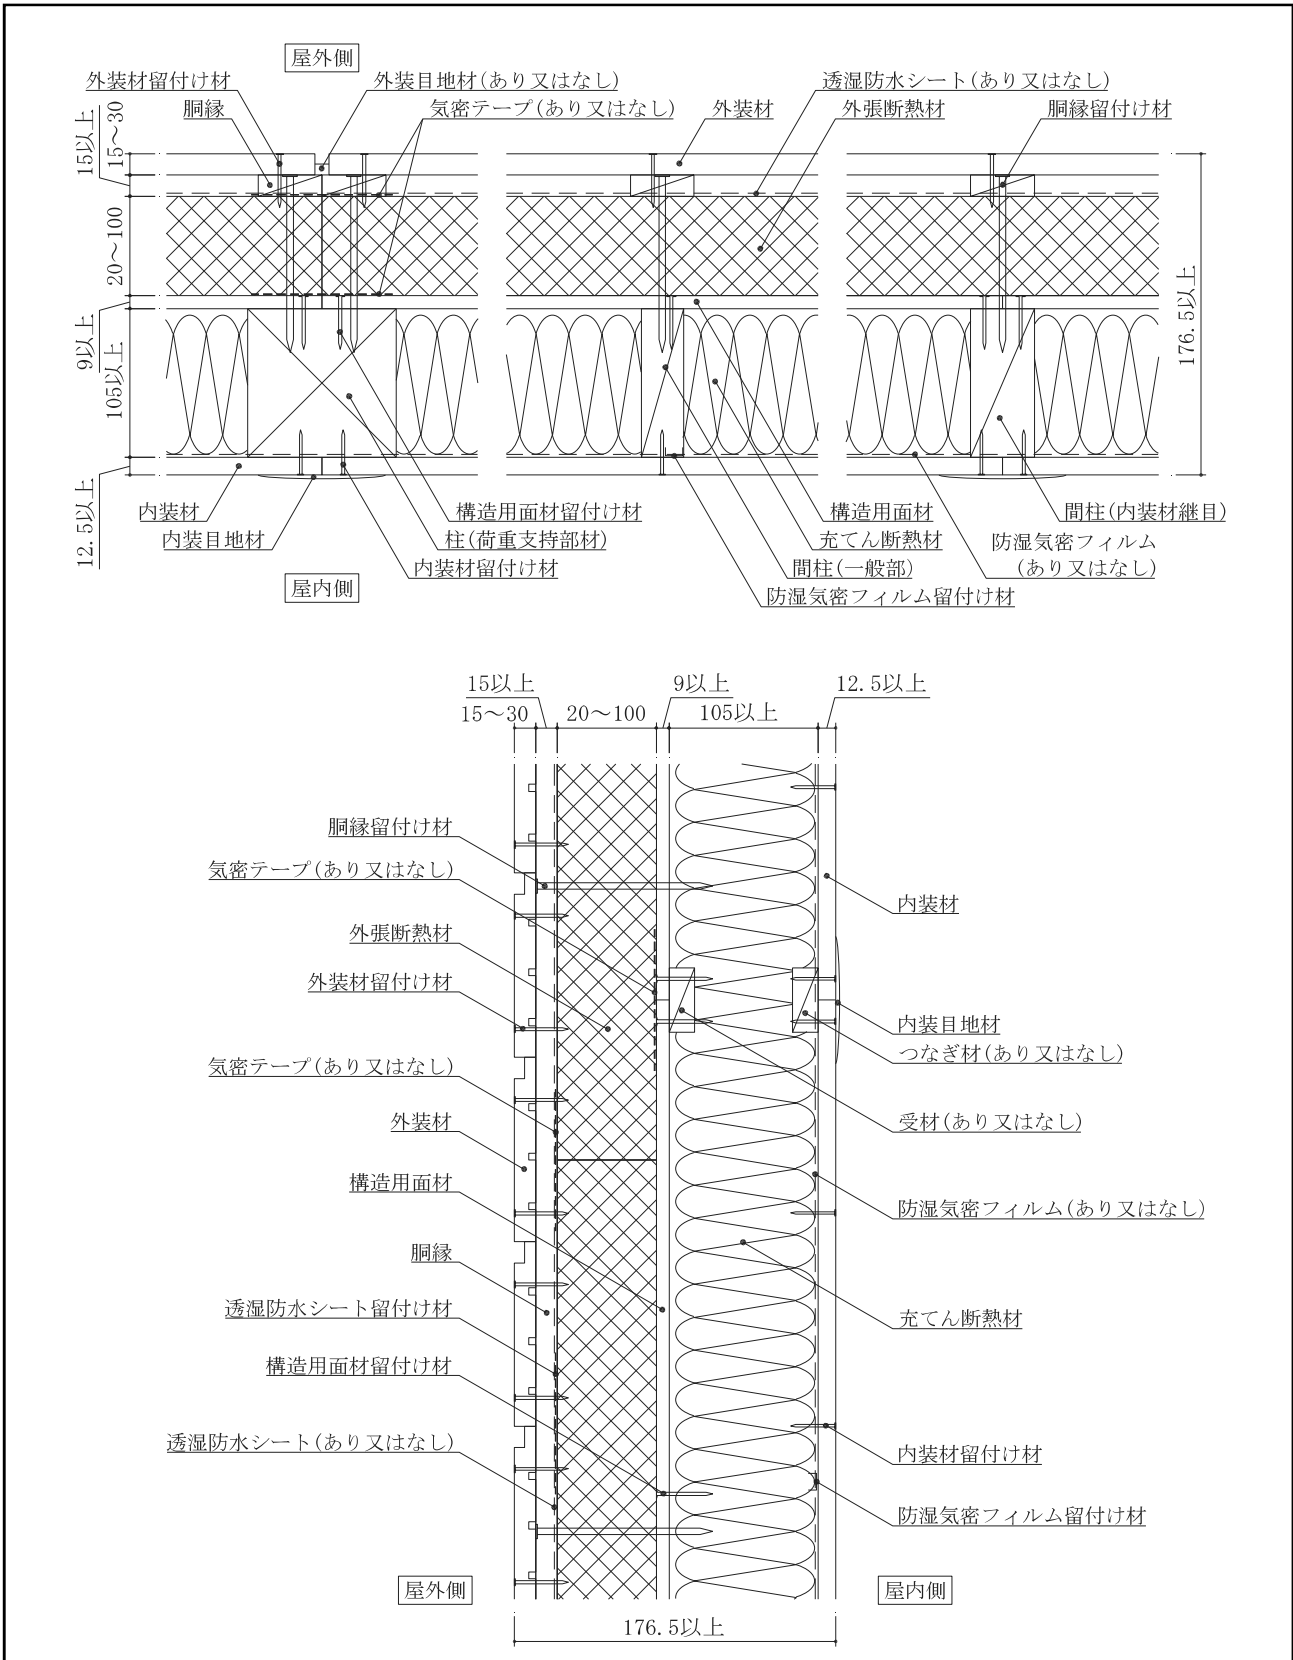 屋外側
外装材留付け材
外装目地材(あり又はなし)
透湿防水シート(あり又はなし)
胴縁
気密テープ(あり又はなし)
外装材
外張断熱材
胴縁留付け材
15以上
15～30
20～100
9以上
105以上
12.5以上
176.5以上
内装材
構造用面材留付け材
構造用面材
間柱(内装材継目)
内装目地材
柱(荷重支持部材)
充てん断熱材
防湿気密フィルム
(あり又はなし)
内装材留付け材
間柱(一般部)
屋内側
防湿気密フィルム留付け材
15以上
9以上
12.5以上
15～30
20～100
105以上
胴縁留付け材
気密テープ(あり又はなし)
内装材
外張断熱材
外装材留付け材
内装目地材
つなぎ材(あり又はなし)
気密テープ(あり又はなし)
外装材
受材(あり又はなし)
構造用面材
防湿気密フィルム(あり又はなし)
胴縁
透湿防水シート留付け材
充てん断熱材
構造用面材留付け材
透湿防水シート(あり又はなし)
内装材留付け材
防湿気密フィルム留付け材
屋外側
屋内側
176.5以上